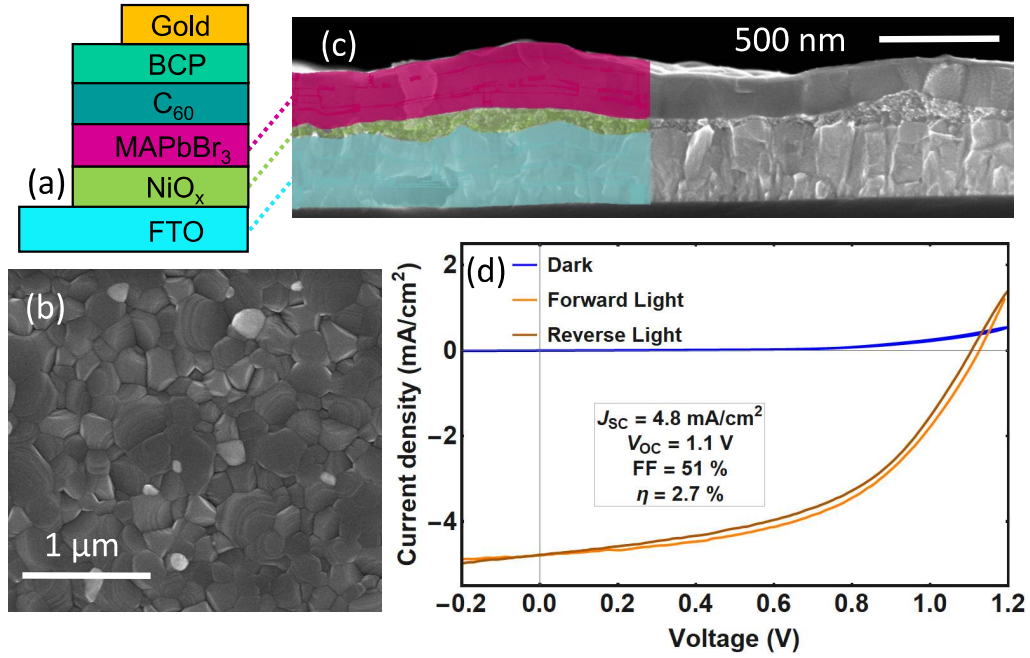 Gold
BCP
C₆₀
MAPbBr₃
(a)
NiOₓ
FTO
(c)
500 nm
(b)
1 µm
(d)
Dark
Forward Light
Reverse Light
J_SC = 4.8 mA/cm²
V_OC = 1.1 V
FF = 51 %
η = 2.7 %
Current density (mA/cm²)
2
0
−2
−4
−0.2 0.0 0.2 0.4 0.6 0.8 1.0 1.2
Voltage (V)